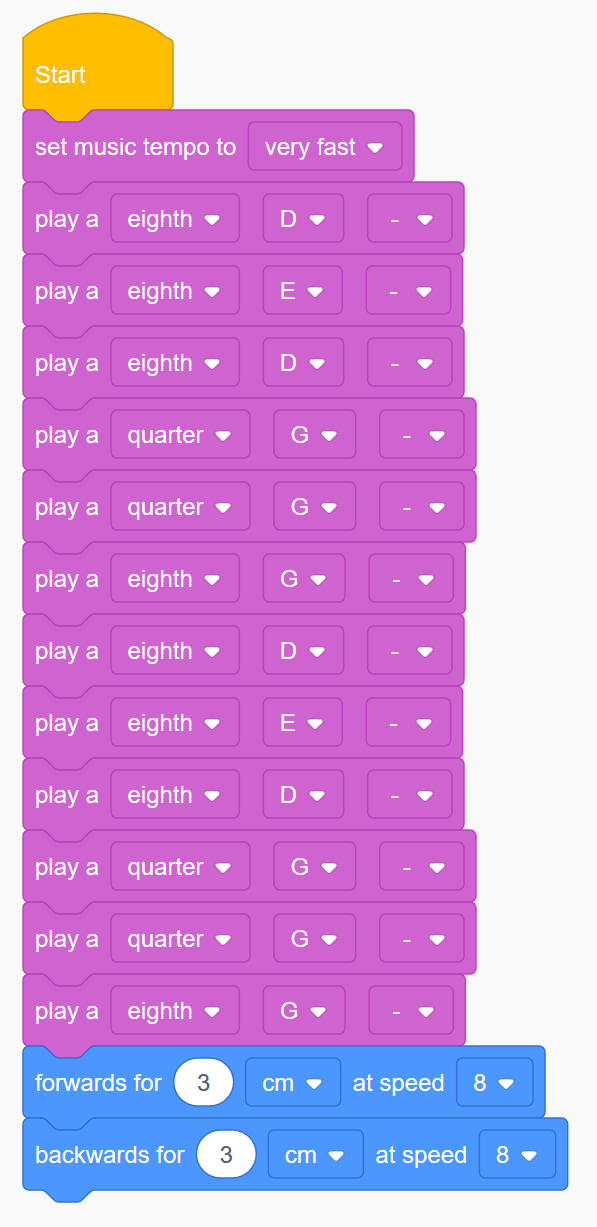 Start
set music tempo to very fast
play a eighth D -
play a eighth E -
play a eighth D -
play a quarter G -
play a quarter G -
play a eighth G -
play a eighth D -
play a eighth E -
play a eighth D -
play a quarter G -
play a quarter G -
play a eighth G -
forwards for 3 cm at speed 8
backwards for 3 cm at speed 8